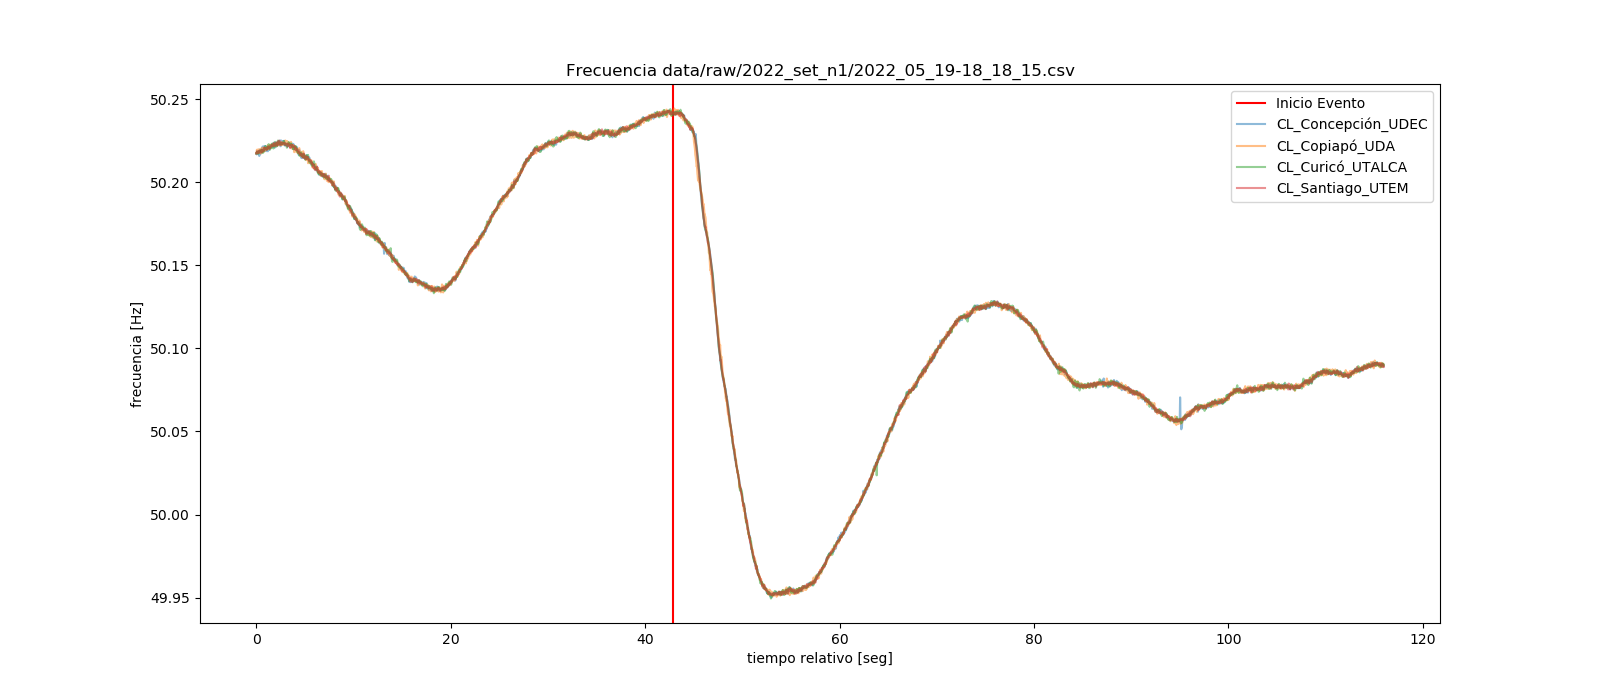 Frecuencia data/raw/2022_set_n1/2022_05_19-18_18_15.csv
50.25
50.20
50.15
50.10
50.05
50.00
49.95
frecuencia [Hz]
Inicio Evento
CL_Concepción_UDEC
CL_Copiapó_UDA
CL_Curicó_UTALCA
CL_Santiago_UTEM
0 20 40 60 80 100 120
tiempo relativo [seg]